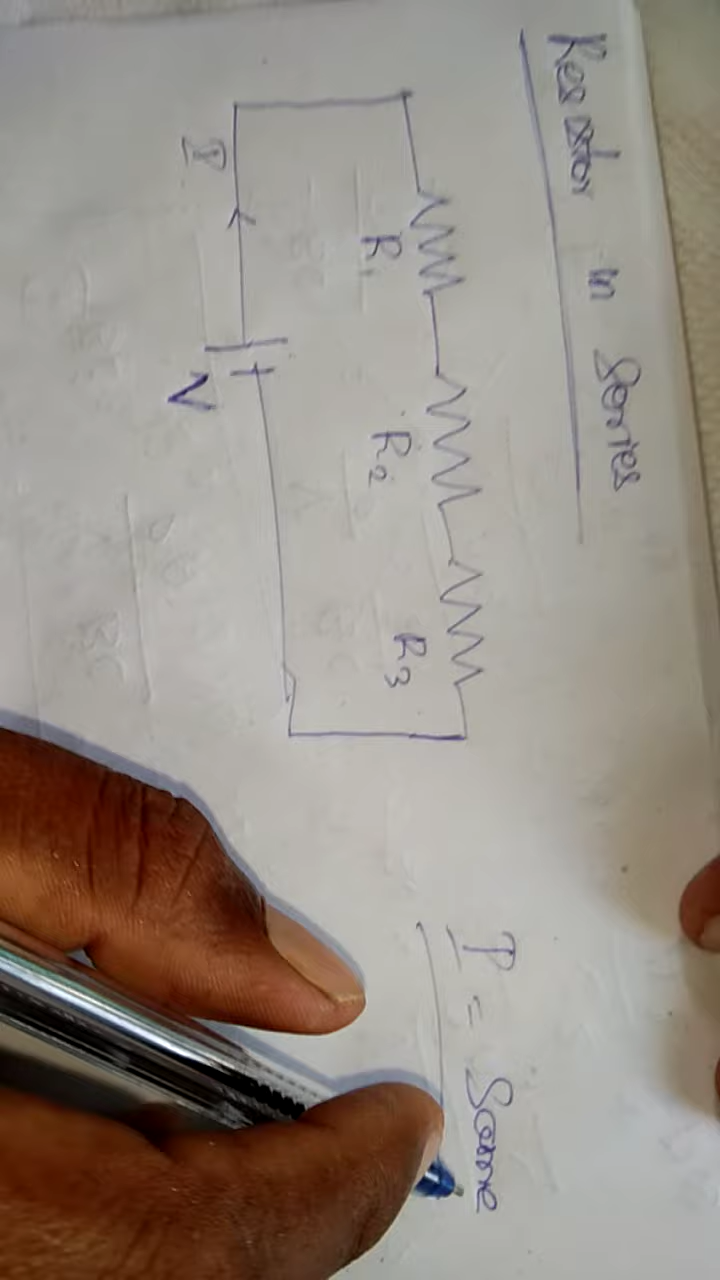 Resistor in Series
R1
R2
R3
I
V
I = Same